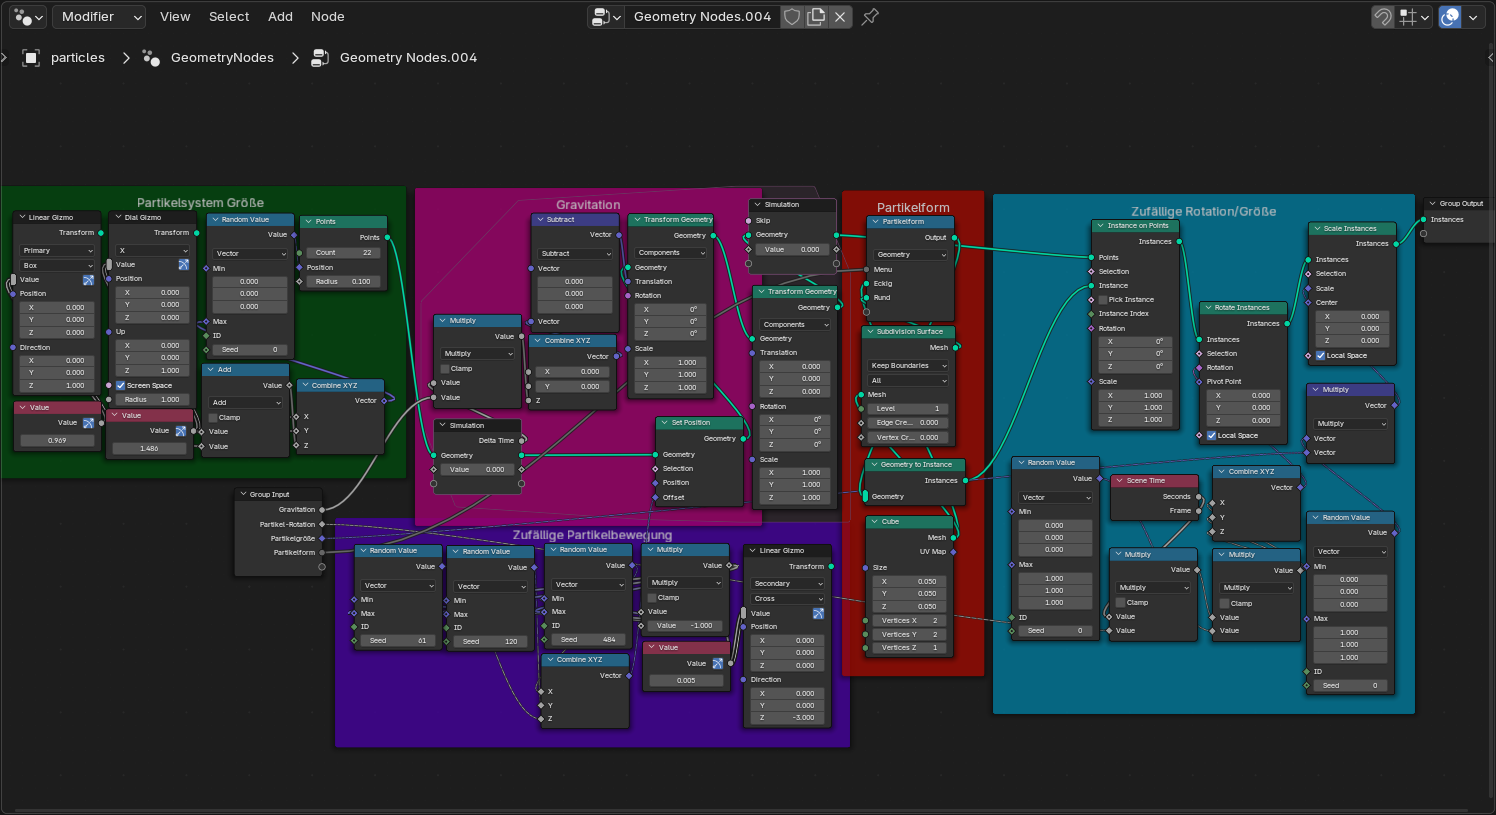 Modifier View Select Add Node Geometry Nodes.004
particles GeometryNodes Geometry Nodes.004
Partikelsystem Größe
Linear Gizmo
Transform
Primary
Box
Value
Position
X 0.000
Y 0.000
Z 0.000
Direction
X 0.000
Y 0.000
Z 1.000
Value
Value
0.969
Dial Gizmo
Transform
X
Value
Position
X 0.000
Y 0.000
Z 0.000
Up
X 0.000
Y 0.000
Z 1.000
Screen Space
Radius 1.000
Value
Value
1.486
Random Value
Value
Vector
Min
0.000
0.000
0.000
Max
ID
Seed 0
Add
Value
Add
Clamp
Value
Value
Points
Points
Count 22
Position
Radius 0.100
Combine XYZ
Vector
X
Y
Z
Group Input
Gravitation
Partikel-Rotation
Partikelgröße
Partikelform
Gravitation
Multiply
Value
Multiply
Clamp
Value
Value
Simulation
Delta Time
Geometry
Value 0.000
Subtract
Vector
Subtract
Vector
0.000
0.000
0.000
Vector
Combine XYZ
Vector
X 0.000
Y 0.000
Z
Transform Geometry
Geometry
Components
Geometry
Translation
Rotation
X 0°
Y 0°
Z 0°
Scale
X 1.000
Y 1.000
Z 1.000
Set Position
Geometry
Geometry
Selection
Position
Offset
Simulation
Skip
Geometry
Value 0.000
Transform Geometry
Geometry
Components
Geometry
Translation
X 0.000
Y 0.000
Z 0.000
Rotation
X 0°
Y 0°
Z 0°
Scale
X 1.000
Y 1.000
Z 1.000
Zufällige Partikelbewegung
Random Value
Value
Vector
Min
Max
ID
Seed 61
Random Value
Value
Vector
Min
Max
ID
Seed 120
Random Value
Value
Vector
Min
Max
ID
Seed 484
Combine XYZ
Vector
X
Y
Z
Multiply
Value
Multiply
Clamp
Value
Value -1.000
Value
Value
0.005
Linear Gizmo
Transform
Secondary
Cross
Value
Position
X 0.000
Y 0.000
Z 0.000
Direction
X 0.000
Y 0.000
Z -3.000
Partikelform
Partikelform
Output
Geometry
Menu
Eckig
Rund
Subdivision Surface
Mesh
Keep Boundaries
All
Mesh
Level 1
Edge Cre... 0.000
Vertex Cr... 0.000
Geometry to Instance
Instances
Geometry
Cube
Mesh
UV Map
Size
X 0.050
Y 0.050
Z 0.050
Vertices X 2
Vertices Y 2
Vertices Z 1
Zufällige Rotation/Größe
Instance on Points
Instances
Points
Selection
Instance
Pick Instance
Instance Index
Rotation
X 0°
Y 0°
Z 0°
Scale
X 1.000
Y 1.000
Z 1.000
Rotate Instances
Instances
Instances
Selection
Rotation
Pivot Point
X 0.000
Y 0.000
Z 0.000
Local Space
Scale Instances
Instances
Instances
Selection
Scale
Center
X 0.000
Y 0.000
Z 0.000
Local Space
Multiply
Vector
Multiply
Vector
Vector
Random Value
Value
Vector
Min
0.000
0.000
0.000
Max
1.000
1.000
1.000
ID
Seed 0
Scene Time
Seconds
Frame
Multiply
Value
Multiply
Clamp
Value
Value
Combine XYZ
Vector
X
Y
Z
Multiply
Value
Multiply
Clamp
Value
Value
Random Value
Value
Vector
Min
0.000
0.000
0.000
Max
1.000
1.000
1.000
ID
Seed 0
Group Output
Instances